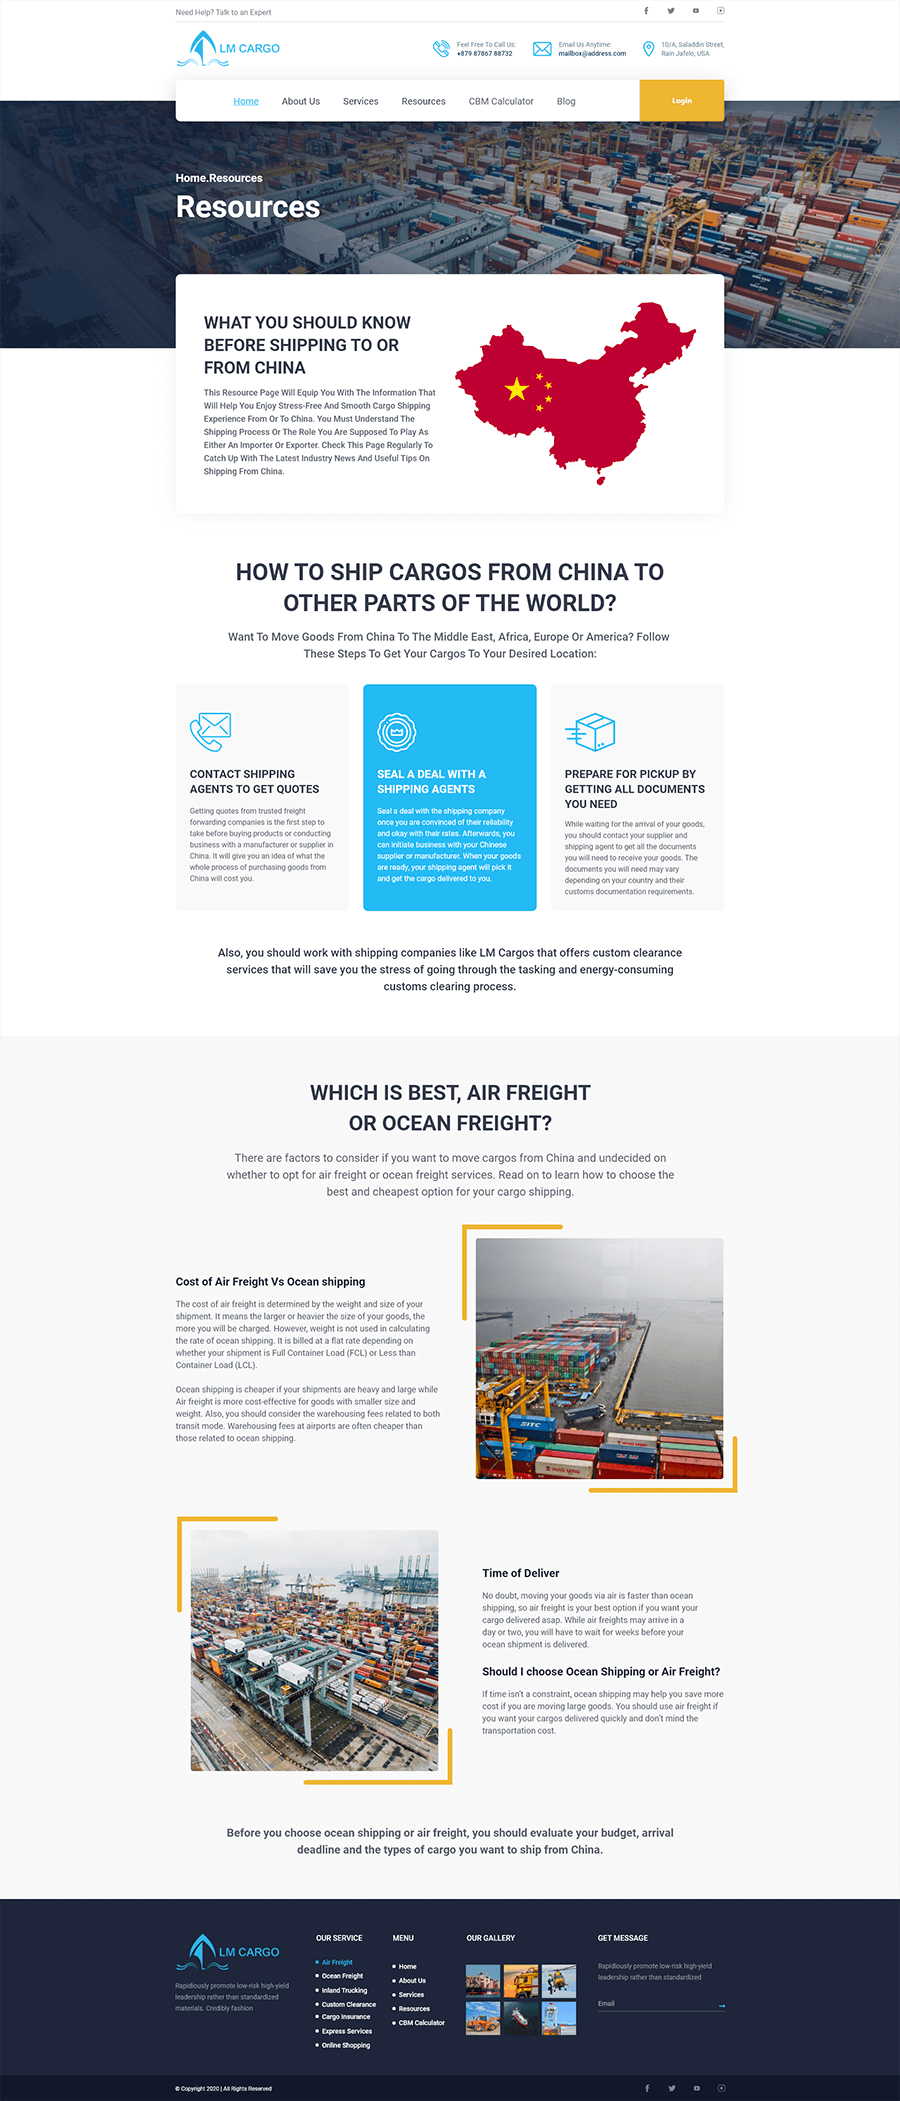 Need Help? Talk to an Expert
LM CARGO
Feel Free To Call Us:
+879 87867 88732
Email Us Anytime:
mailbox@address.com
10/A, Saladdin Street,
Rain Jafelo, USA
Home
About Us
Services
Resources
CBM Calculator
Blog
Login
Home.Resources
Resources
WHAT YOU SHOULD KNOW
BEFORE SHIPPING TO OR
FROM CHINA
This Resource Page Will Equip You With The Information That
Will Help You Enjoy Stress-Free And Smooth Cargo Shipping
Experience From Or To China. You Must Understand The
Shipping Process Or The Role You Are Supposed To Play As
Either An Importer Or Exporter. Check This Page Regularly To
Catch Up With The Latest Industry News And Useful Tips On
Shipping From China.
HOW TO SHIP CARGOS FROM CHINA TO
OTHER PARTS OF THE WORLD?
Want To Move Goods From China To The Middle East, Africa, Europe Or America? Follow
These Steps To Get Your Cargos To Your Desired Location:
CONTACT SHIPPING
AGENTS TO GET QUOTES
Getting quotes from trusted freight
forwarding companies is the first step to
take before buying products or conducting
business with a manufacturer or supplier in
China. It will give you an idea of what the
whole process of purchasing goods from
China will cost you.
SEAL A DEAL WITH A
SHIPPING AGENTS
Seal a deal with the shipping company
once you are convinced of their reliability
and okay with their rates. Afterwards, you
can initiate business with your Chinese
supplier or manufacturer. When your goods
are ready, your shipping agent will pick it
and get the cargo delivered to you.
PREPARE FOR PICKUP BY
GETTING ALL DOCUMENTS
YOU NEED
While waiting for the arrival of your goods,
you should contact your supplier and
shipping agent to get all the documents
you will need to receive your goods. The
documents you will need may vary
depending on your country and their
customs documentation requirements.
Also, you should work with shipping companies like LM Cargos that offers custom clearance
services that will save you the stress of going through the tasking and energy-consuming
customs clearing process.
WHICH IS BEST, AIR FREIGHT
OR OCEAN FREIGHT?
There are factors to consider if you want to move cargos from China and undecided on
whether to opt for air freight or ocean freight services. Read on to learn how to choose the
best and cheapest option for your cargo shipping.
Cost of Air Freight Vs Ocean shipping
The cost of air freight is determined by the weight and size of your
shipment. It means the larger or heavier the size of your goods, the
more you will be charged. However, weight is not used in calculating
the rate of ocean shipping. It is billed at a flat rate depending on
whether your shipment is Full Container Load (FCL) or Less than
Container Load (LCL).
Ocean shipping is cheaper if your shipments are heavy and large while
Air freight is more cost-effective for goods with smaller size and
weight. Also, you should consider the warehousing fees related to both
transit mode. Warehousing fees at airports are often cheaper than
those related to ocean shipping.
SITC
YANG MING
Time of Deliver
No doubt, moving your goods via air is faster than ocean
shipping, so air freight is your best option if you want your
cargo delivered asap. While air freights may arrive in a
day or two, you will have to wait for weeks before your
ocean shipment is delivered.
Should I choose Ocean Shipping or Air Freight?
If time isn't a constraint, ocean shipping may help you save more
cost if you are moving large goods. You should use air freight if
you want your cargos delivered quickly and don't mind the
transportation cost.
Before you choose ocean shipping or air freight, you should evaluate your budget, arrival
deadline and the types of cargo you want to ship from China.
LM CARGO
Rapidiously promote low-risk high-yield
leadership rather than standardized
materials. Credibly fashion
OUR SERVICE
Air Freight
Ocean Freight
Inland Trucking
Custom Clearance
Cargo Insurance
Express Services
Online Shopping
MENU
Home
About Us
Services
Resources
CBM Calculator
OUR GALLERY
GET MESSAGE
Rapidiously promote low-risk high-yield
leadership rather than standardized
Email
© Copyright 2020 | All Rights Reserved